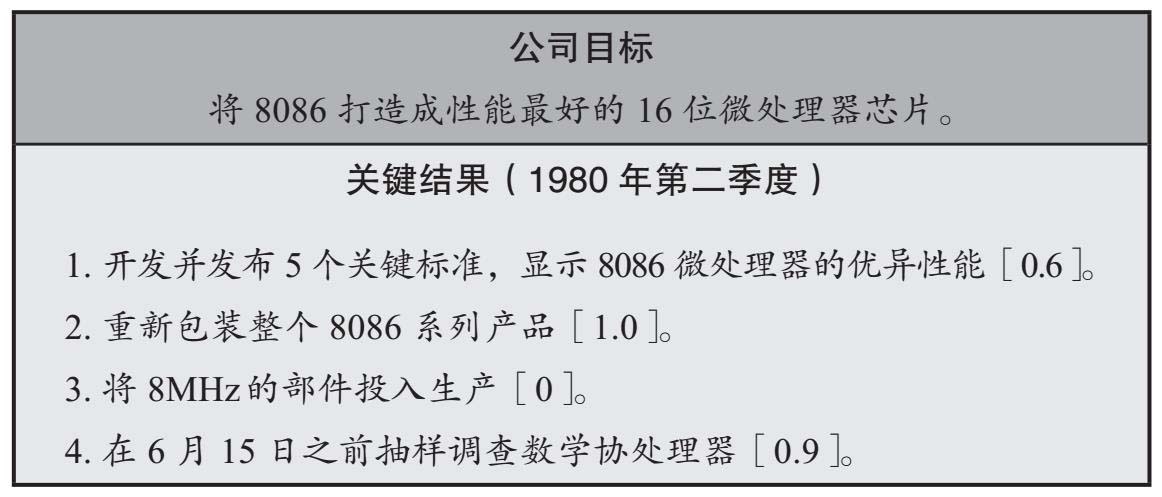 公司目标
将 8086 打造成性能最好的 16 位微处理器芯片。
关键结果（1980 年第二季度）
1. 开发并发布 5 个关键标准，显示 8086 微处理器的优异性能［0.6］。
2. 重新包装整个 8086 系列产品［1.0］。
3. 将 8MHz的部件投入生产［0］。
4. 在 6 月 15 日之前抽样调查数学协处理器［0.9］。